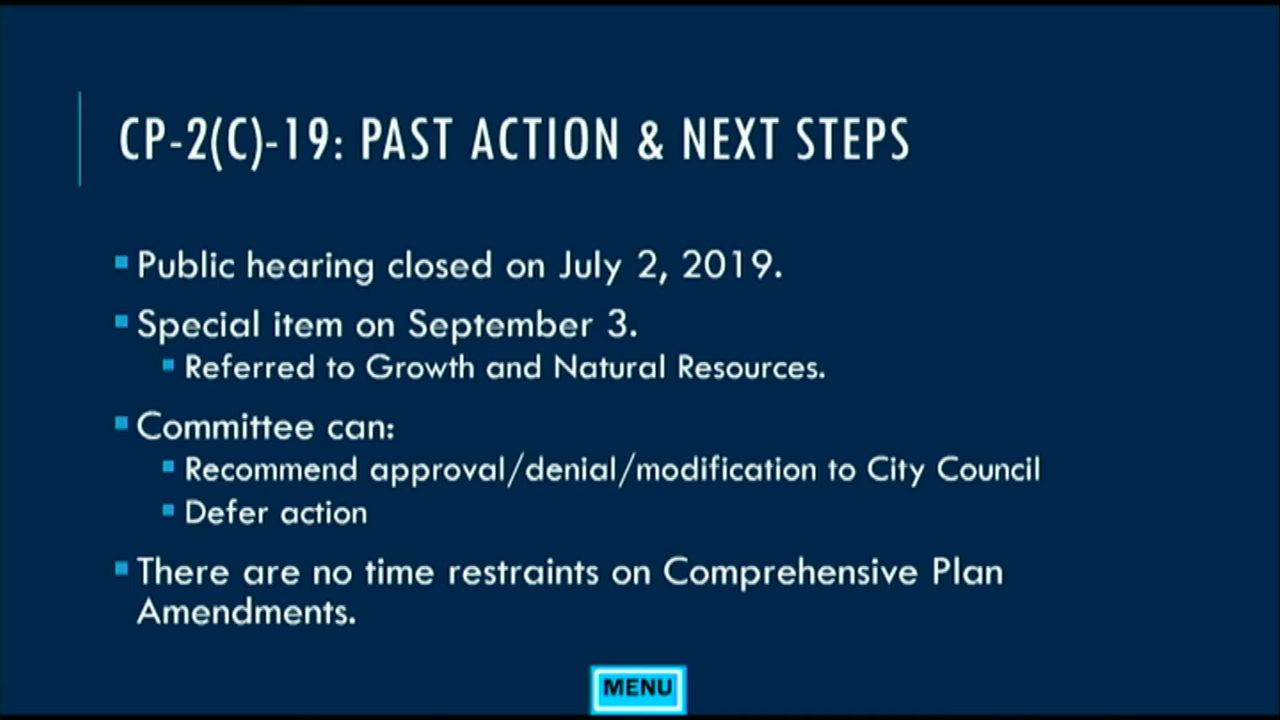 CP-2(C)-19: PAST ACTION & NEXT STEPS
Public hearing closed on July 2, 2019.
Special item on September 3.
Referred to Growth and Natural Resources.
Committee can:
Recommend approval/denial/modification to City Council
Defer action
There are no time restraints on Comprehensive Plan
Amendments.
MENU